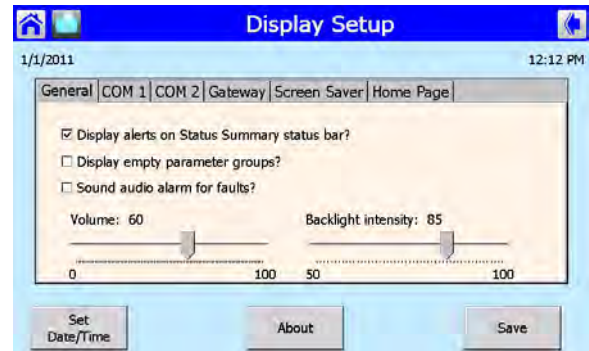 Display Setup
1/1/2011 12:12 PM
General COM 1 COM 2 Gateway Screen Saver Home Page
Display alerts on Status Summary status bar?
Display empty parameter groups?
Sound audio alarm for faults?
Volume: 60 Backlight intensity: 85
0 100 50 100
Set Date/Time About Save